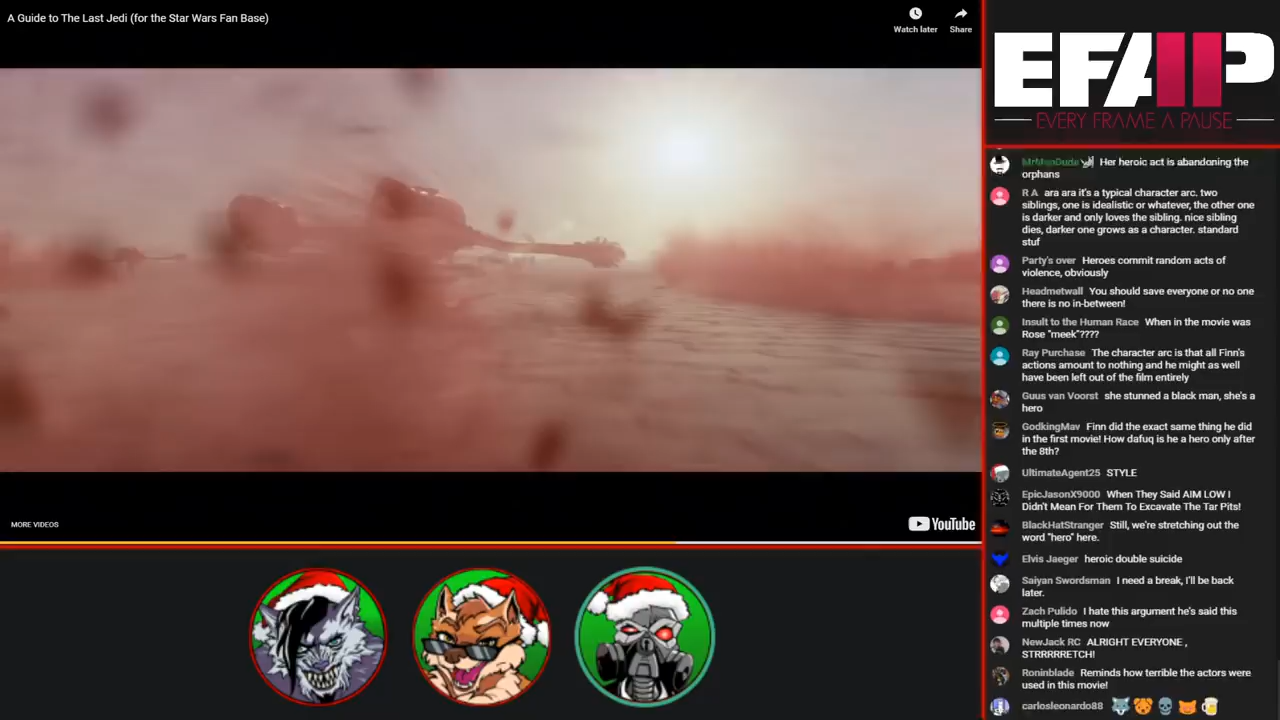 A Guide to The Last Jedi (for the Star Wars Fan Base)
Watch later
Share
MORE VIDEOS
YouTube
EFAP
EVERY FRAME A PAUSE
MrMenDude Her heroic act is abandoning the
orphans
R A ara ara it's a typical character arc. two
siblings, one is idealistic or whatever, the other one
is darker and only loves the sibling. nice sibling
dies, darker one grows as a character. standard
stuf
Party's over Heroes commit random acts of
violence, obviously
Headmetwall You should save everyone or no one
there is no in-between!
Insult to the Human Race When in the movie was
Rose "meek"????
Ray Purchase The character arc is that all Finn's
actions amount to nothing and he might as well
have been left out of the film entirely
Guus van Voorst she stunned a black man, she's a
hero
GodkingMav Finn did the exact same thing he did
in the first movie! How dafuq is he a hero only after
the 8th?
UltimateAgent25 STYLE
EpicJasonX9000 When They Said AIM LOW I
Didn't Mean For Them To Excavate The Tar Pits!
BlackHatStranger Still, we're stretching out the
word "hero" here.
Elvis Jaeger heroic double suicide
Saiyan Swordsman I need a break, I'll be back
later.
Zach Pulido I hate this argument he's said this
multiple times now
NewJack RC ALRIGHT EVERYONE ,
STRRRRRETCH!
Roninblade Reminds how terrible the actors were
used in this movie!
carlosleonardo88